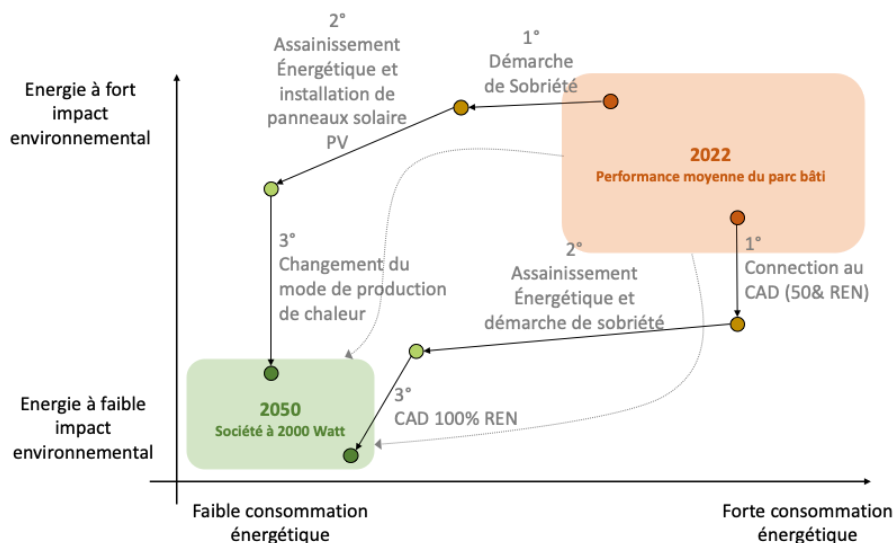 2°
Assainissement
Énergétique et
installation de
panneaux solaire
PV
1°
Démarche
de Sobriété
Energie à fort
impact
environnemental
2022
Performance moyenne du parc bâti
3°
Changement du
mode de production
de chaleur
2°
Assainissement
Énergétique et
démarche de sobriété
1°
Connection au
CAD (50& REN)
Energie à faible
impact
environnemental
2050
Société à 2000 Watt
3°
CAD 100% REN
Faible consommation
énergétique
Forte consommation
énergétique